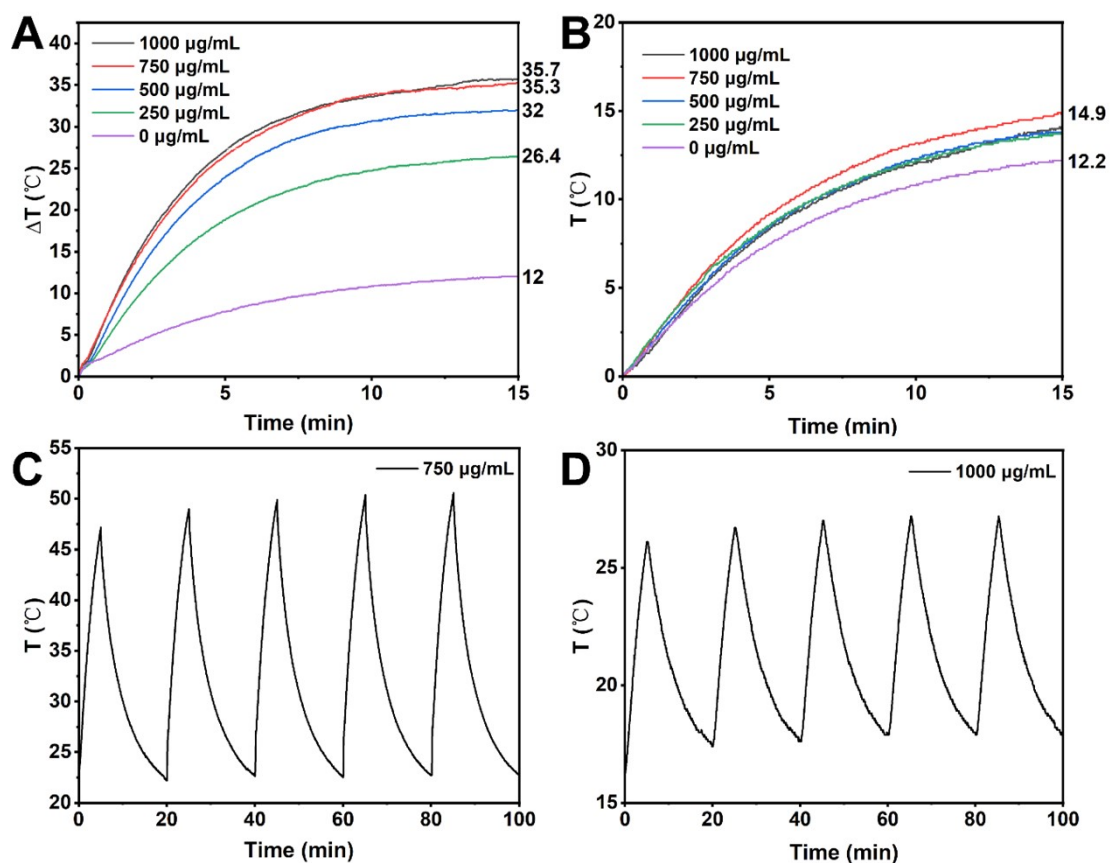 A
1000 µg/mL
750 µg/mL
500 µg/mL
250 µg/mL
0 µg/mL
40
35
30
25
20
15
10
5
0
ΔT (℃)
35.7
35.3
32
26.4
12
0
5
10
15
Time (min)
B
1000 µg/mL
750 µg/mL
500 µg/mL
250 µg/mL
0 µg/mL
20
15
10
5
0
T (℃)
14.9
12.2
0
5
10
15
Time (min)
C
750 µg/mL
55
50
45
40
35
30
25
20
T (℃)
0
20
40
60
80
100
Time (min)
D
1000 µg/mL
30
25
20
15
T (℃)
0
20
40
60
80
100
Time (min)